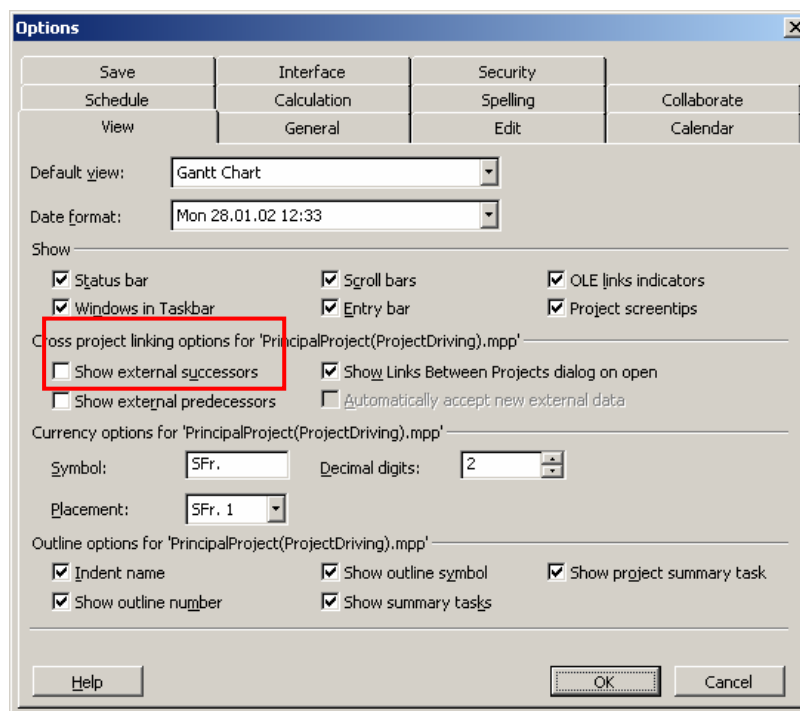 Options
Save Interface Security
Schedule Calculation Spelling Collaborate
View General Edit Calendar
Default view: Gantt Chart
Date format: Mon 28.01.02 12:33
Show
Status bar Scroll bars OLE links indicators
Windows in Taskbar Entry bar Project screentips
Cross project linking options for 'PrincipalProject(ProjectDriving).mpp'
Show external successors Show Links Between Projects dialog on open
Show external predecessors Automatically accept new external data
Currency options for 'PrincipalProject(ProjectDriving).mpp'
Symbol: SFr. Decimal digits: 2
Placement: SFr. 1
Outline options for 'PrincipalProject(ProjectDriving).mpp'
Indent name Show outline symbol Show project summary task
Show outline number Show summary tasks
Help OK Cancel